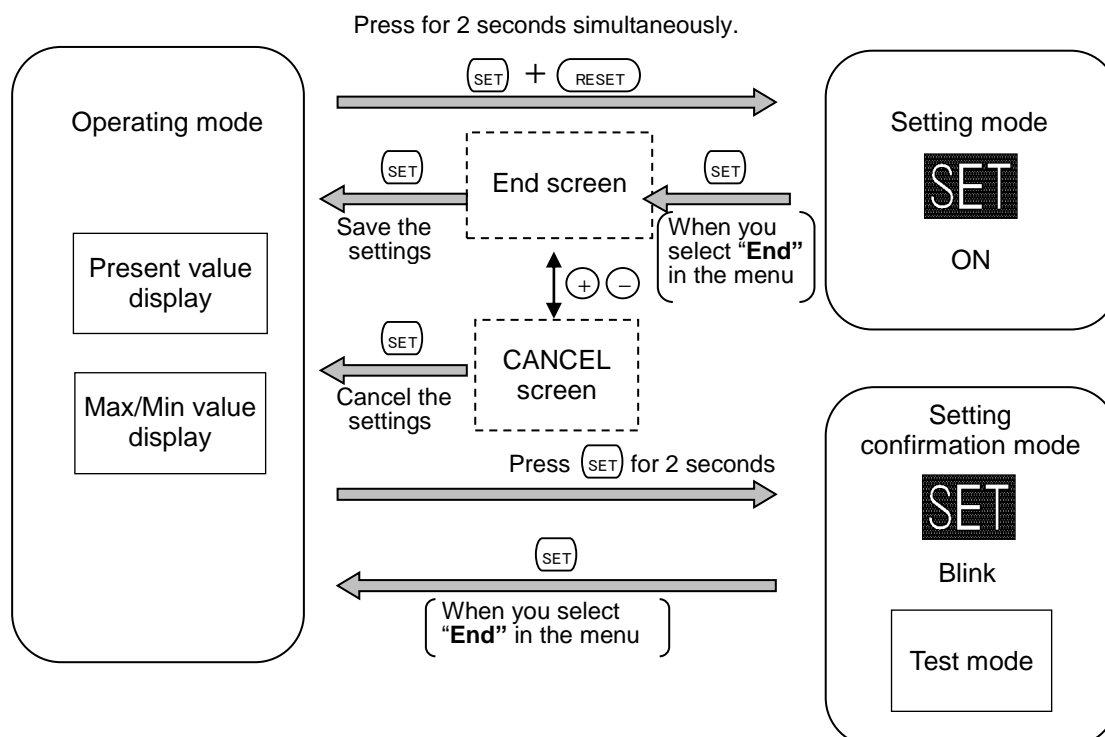 Press for 2 seconds simultaneously.
SET + RESET
Operating mode
Setting mode
SET
ON
SET
End screen
SET
Save the
settings
When you
select “End”
in the menu
Present value
display
+ −
SET
CANCEL
screen
Cancel the
settings
Max/Min value
display
Setting
confirmation mode
SET
Blink
Press SET for 2 seconds
SET
When you select
“End” in the menu
Test mode